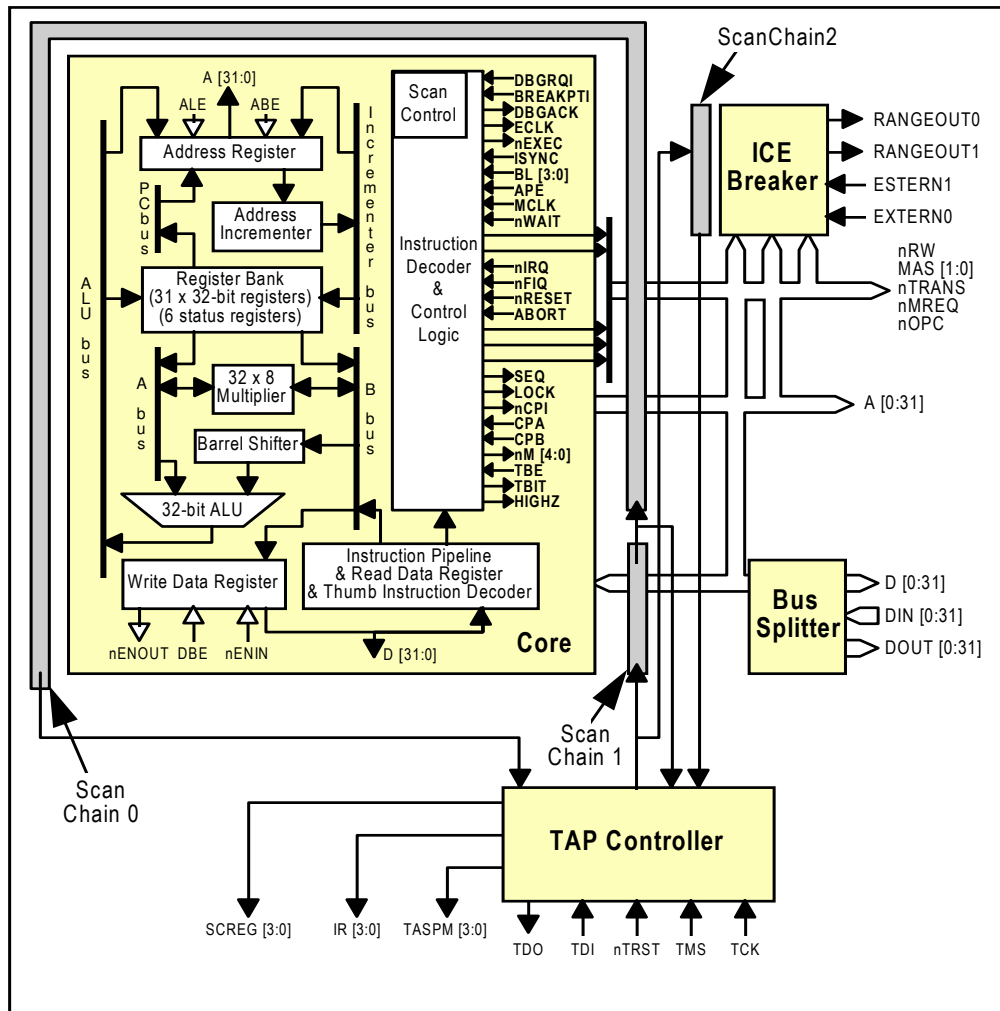 ScanChain2
A [31:0]
ALE
ABE
Address Register
PCbus
Address
Incrementer
Incrementer bus
ALU bus
Register Bank
(31 x 32-bit registers)
(6 status registers)
A bus
32 x 8
Multiplier
B bus
Barrel Shifter
32-bit ALU
Write Data Register
Instruction Pipeline
& Read Data Register
& Thumb Instruction Decoder
nENOUT
DBE
nENIN
D [31:0]
Core
Scan
Control
Instruction
Decoder
&
Control
Logic
DBGRQI
BREAKPTI
DBGACK
ECLK
nEXEC
ISYNC
BL [3:0]
APE
MCLK
nWAIT
nIRQ
nFIQ
nRESET
ABORT
SEQ
LOCK
nCPI
CPA
CPB
nM [4:0]
TBE
TBIT
HIGHZ
ICE
Breaker
RANGEOUT0
RANGEOUT1
ESTERN1
EXTERN0
nRW
MAS [1:0]
nTRANS
nMREQ
nOPC
A [0:31]
Bus
Splitter
D [0:31]
DIN [0:31]
DOUT [0:31]
Scan
Chain 1
Scan
Chain 0
TAP Controller
SCREG [3:0]
IR [3:0]
TASPM [3:0]
TDO
TDI
nTRST
TMS
TCK